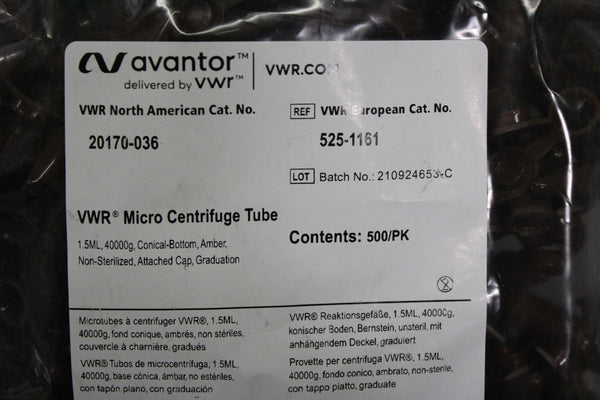 avantor™
delivered by vwr™
VWR.COM
VWR North American Cat. No.
20170-036
REF VWR European Cat. No.
525-1161
LOT Batch No.: 210924653-C
VWR® Micro Centrifuge Tube
1.5ML, 40000g, Conical-Bottom, Amber,
Non-Sterilized, Attached Cap, Graduation
Contents: 500/PK
Microtubes à centrifuger VWR®, 1.5ML,
40000g, fond conique, ambrés, non stériles,
couvercle à charnière, gradués
VWR® Tubos de microcentrífuga, 1.5ML,
40000g, base cónica, ámbar, no estériles,
con tapón plano, con graduación
VWR® Reaktionsgefäße, 1.5ML, 40000g,
konischer Boden, Bernstein, unsteril, mit
anhängendem Deckel, graduiert
Provette per centrifuga VWR®, 1.5ML,
40000g, fondo conico, ambrato, non-sterile,
con tappo piatto, graduate